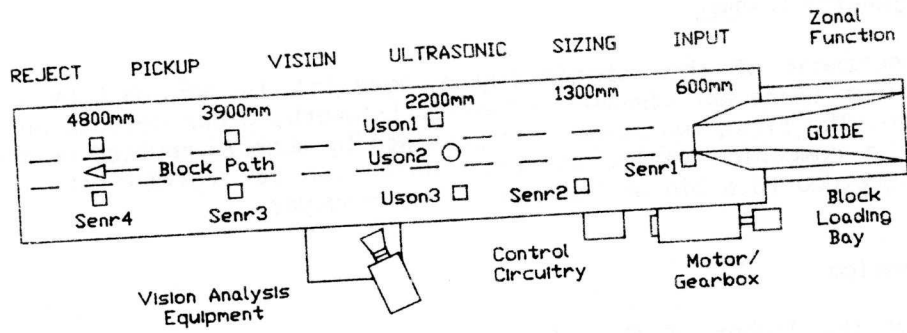 Zonal
Function
REJECT PICKUP VISION ULTRASONIC SIZING INPUT
4800mm 3900mm 2200mm 1300mm 600mm
Uson1
GUIDE
Block Path
Uson2
Senr1
Senr4 Senr3 Uson3 Senr2
Block
Loading
Bay
Control
Circuitry
Motor/
Gearbox
Vision Analysis
Equipment